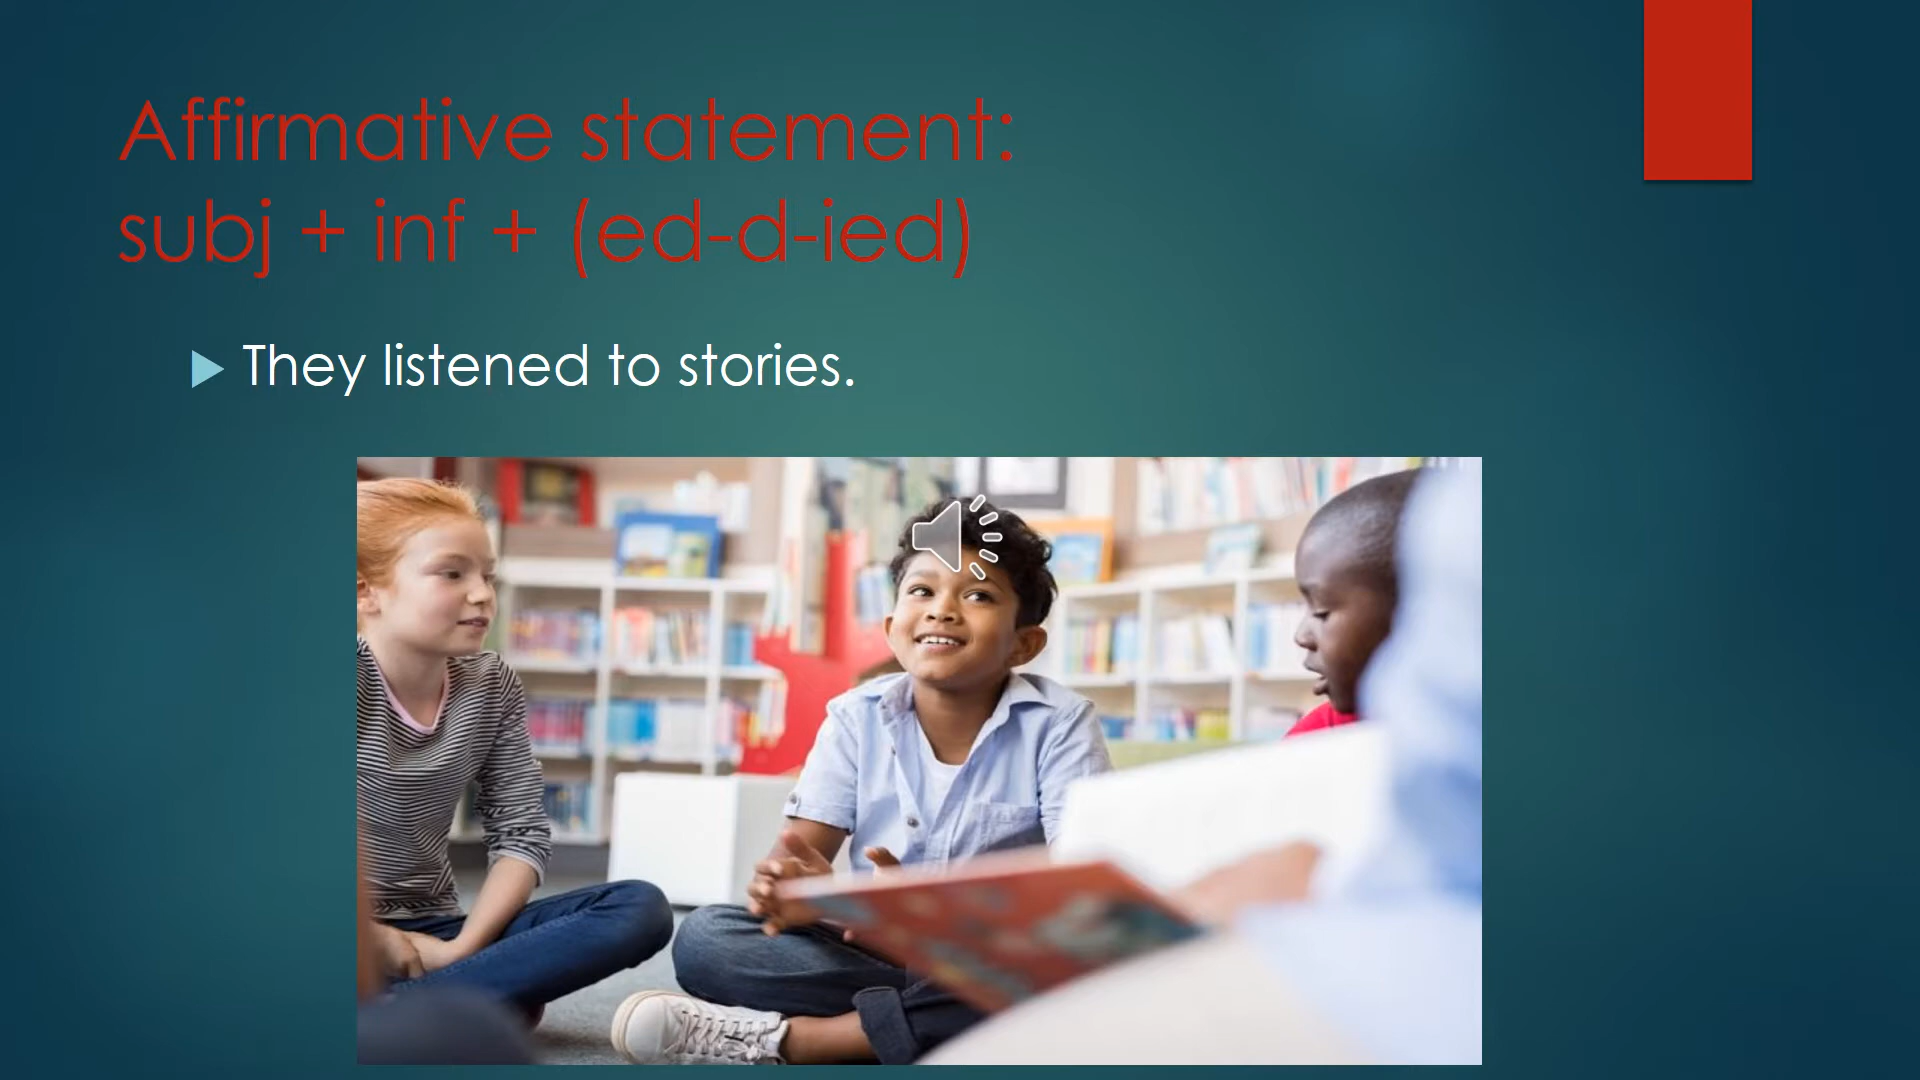 Affirmative statement:
subj + inf + (ed-d-ied)
They listened to stories.